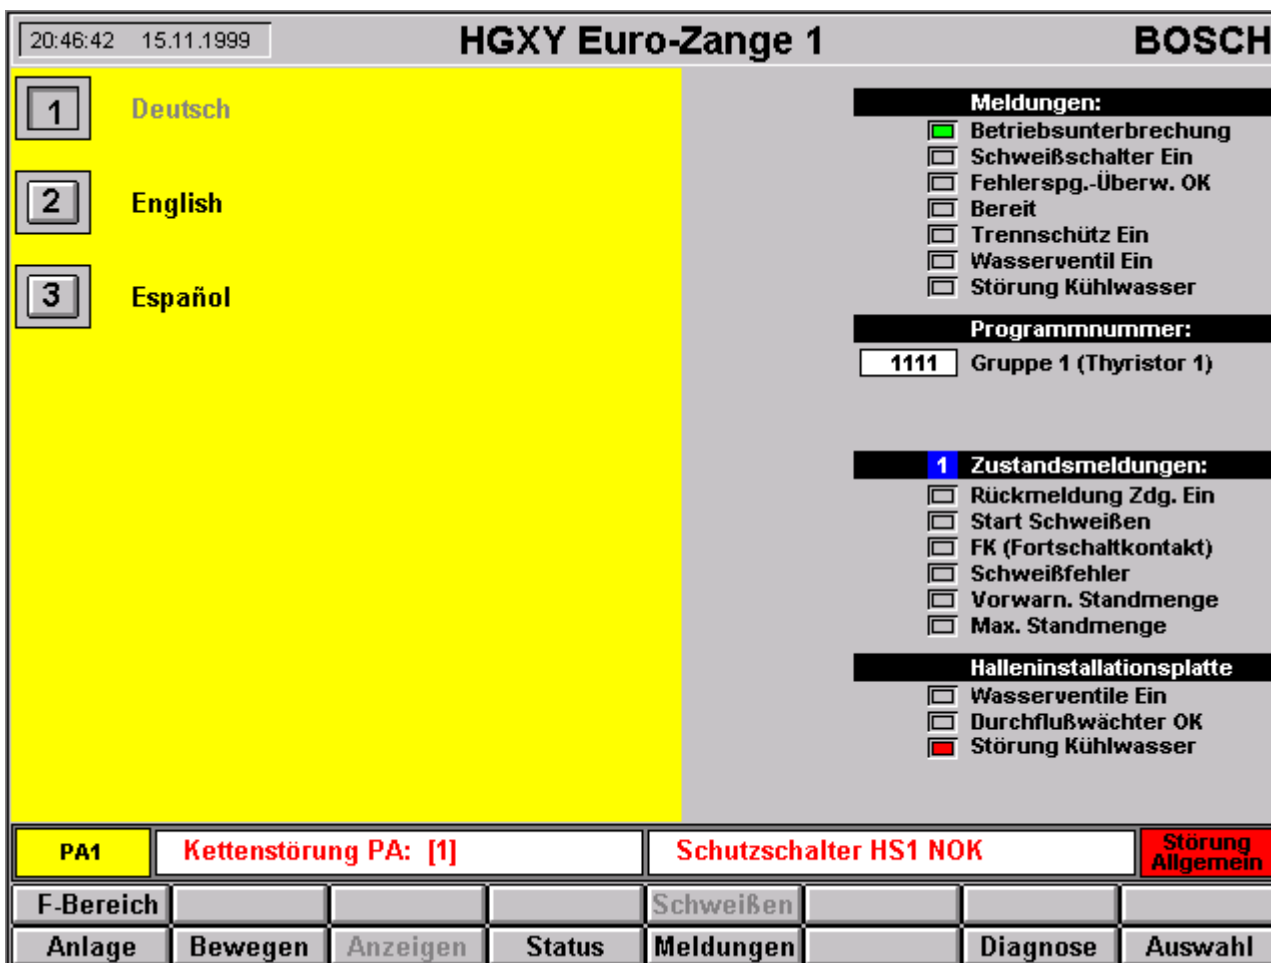 20:46:42 15.11.1999 HGXY Euro-Zange 1 BOSCH
1 Deutsch
2 English
3 Español
Meldungen:
Betriebsunterbrechung
Schweißschalter Ein
Fehlerspg.-Überw. OK
Bereit
Trennschütz Ein
Wasserventil Ein
Störung Kühlwasser
Programmnummer:
1111 Gruppe 1 (Thyristor 1)
1 Zustandsmeldungen:
Rückmeldung Zdg. Ein
Start Schweißen
FK (Fortschaltkontakt)
Schweißfehler
Vorwarn. Standmenge
Max. Standmenge
Halleninstallationsplatte
Wasserventile Ein
Durchflußwächter OK
Störung Kühlwasser
PA1 Kettenstörung PA: [1] Schutzschalter HS1 NOK Störung Allgemein
F-Bereich Schweißen
Anlage Bewegen Anzeigen Status Meldungen Diagnose Auswahl